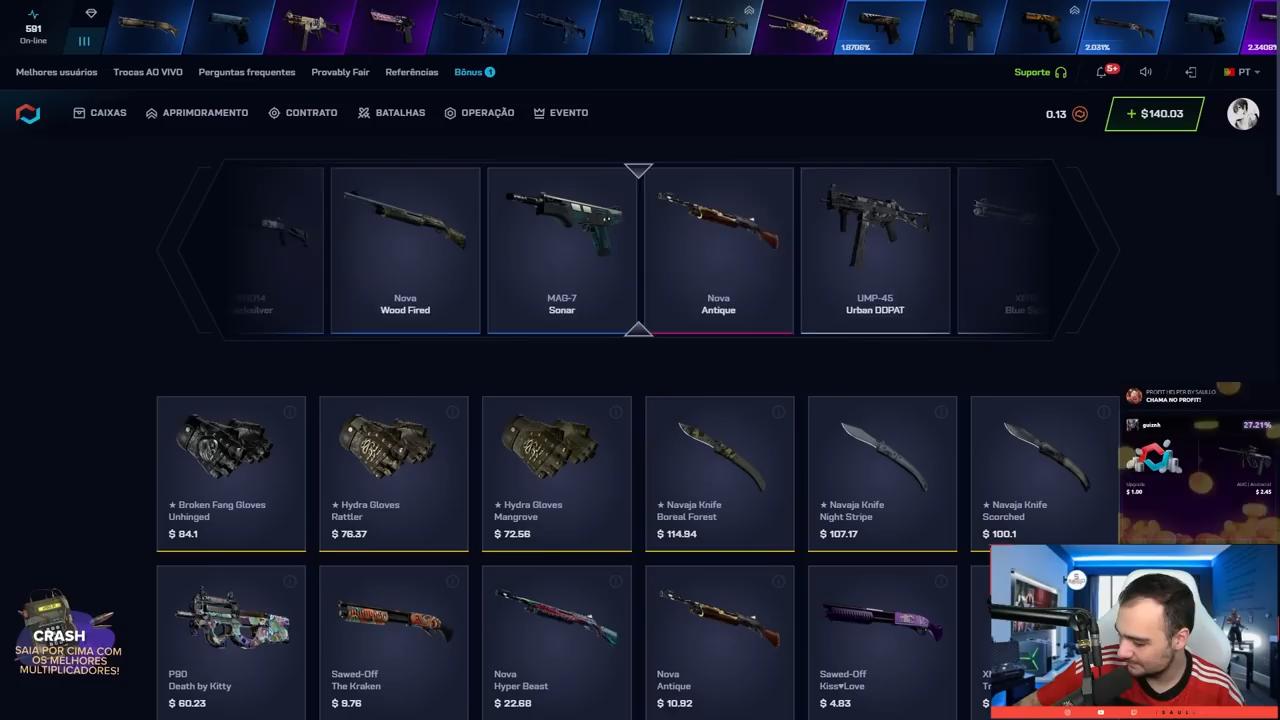 591
On-line
1.8706%
2.031%
Melhores usuários
Trocas AO VIVO
Perguntas frequentes
Provably Fair
Referências
Bônus
Suporte
5+
PT
CAIXAS
APRIMORAMENTO
CONTRATO
BATALHAS
OPERAÇÃO
EVENTO
0.13
+ $140.03
Nova
Wood Fired
MAG-7
Sonar
Nova
Antique
UMP-45
Urban DDPAT
★ Broken Fang Gloves
Unhinged
$ 84.1
★ Hydra Gloves
Rattler
$ 76.37
★ Hydra Gloves
Mangrove
$ 72.56
★ Navaja Knife
Boreal Forest
$ 114.94
★ Navaja Knife
Night Stripe
$ 107.17
★ Navaja Knife
Scorched
$ 100.1
PROFIT HELPER BY SAULLO
CHAMA NO PROFIT!
guiznh
27.21%
Upgrade
$ 1.00
$ 2.45
CRASH
SAIA POR CIMA COM
OS MELHORES
MULTIPLICADORES!
P90
Death by Kitty
$ 60.23
Sawed-Off
The Kraken
$ 9.76
Nova
Hyper Beast
$ 22.68
Nova
Antique
$ 10.92
Sawed-Off
Kiss♥Love
$ 4.83